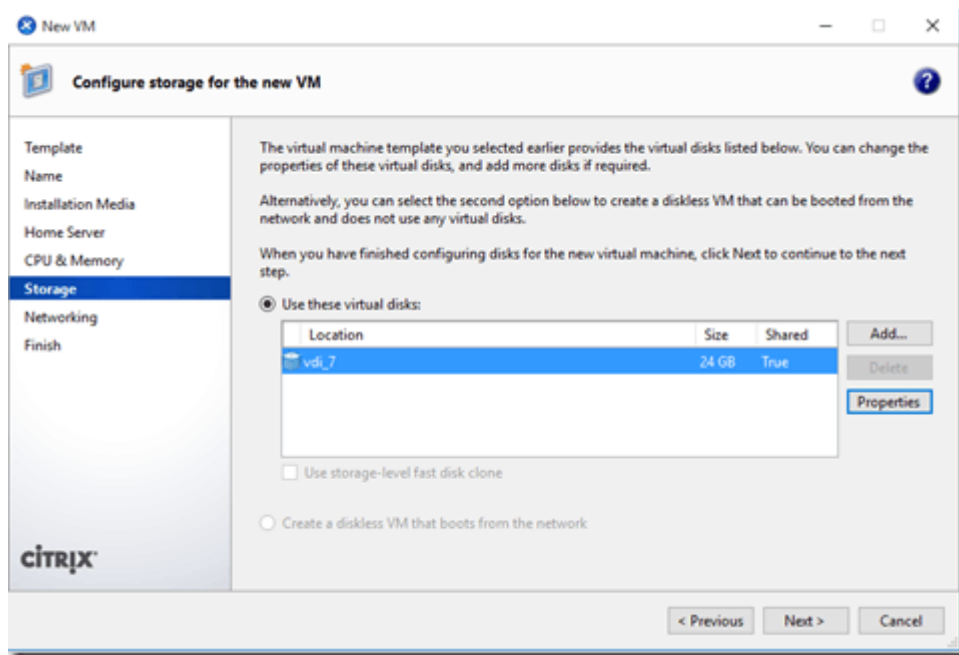 New VM
Configure storage for the new VM
Template
Name
Installation Media
Home Server
CPU & Memory
Storage
Networking
Finish
The virtual machine template you selected earlier provides the virtual disks listed below. You can change the
properties of these virtual disks, and add more disks if required.
Alternatively, you can select the second option below to create a diskless VM that can be booted from the
network and does not use any virtual disks.
When you have finished configuring disks for the new virtual machine, click Next to continue to the next
step.
Use these virtual disks:
Location Size Shared
vdi_7 24 GB True
Add...
Delete
Properties
Use storage-level fast disk clone
Create a diskless VM that boots from the network
CITRIX
< Previous Next > Cancel